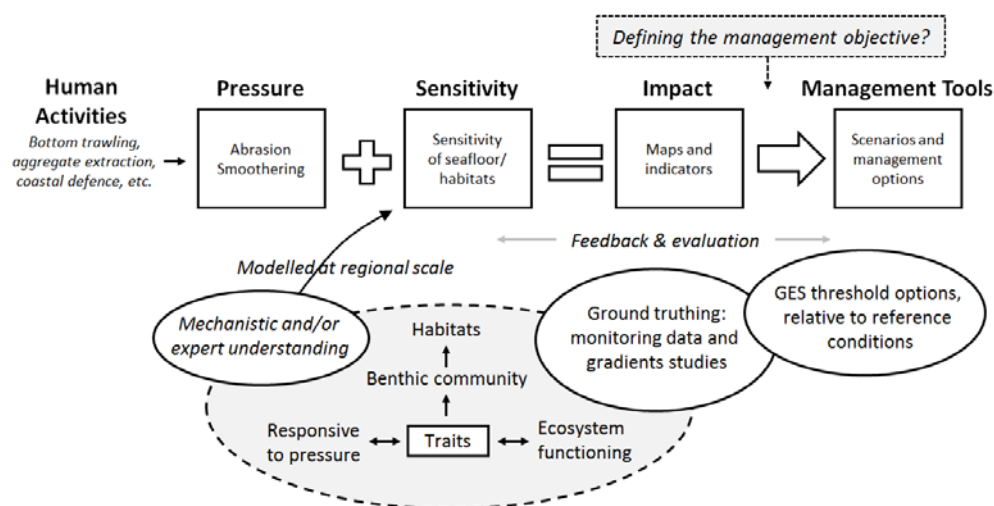 Defining the management objective?
Human
Activities
Bottom trawling,
aggregate extraction,
coastal defence, etc.
Pressure
Abrasion
Smoothering
Sensitivity
Sensitivity
of seafloor/
habitats
Impact
Maps and
indicators
Management Tools
Scenarios and
management
options
Feedback & evaluation
Modelled at regional scale
Mechanistic and/or
expert understanding
Habitats
Benthic community
Traits
Responsive
to pressure
Ecosystem
functioning
Ground truthing:
monitoring data and
gradients studies
GES threshold options,
relative to reference
conditions